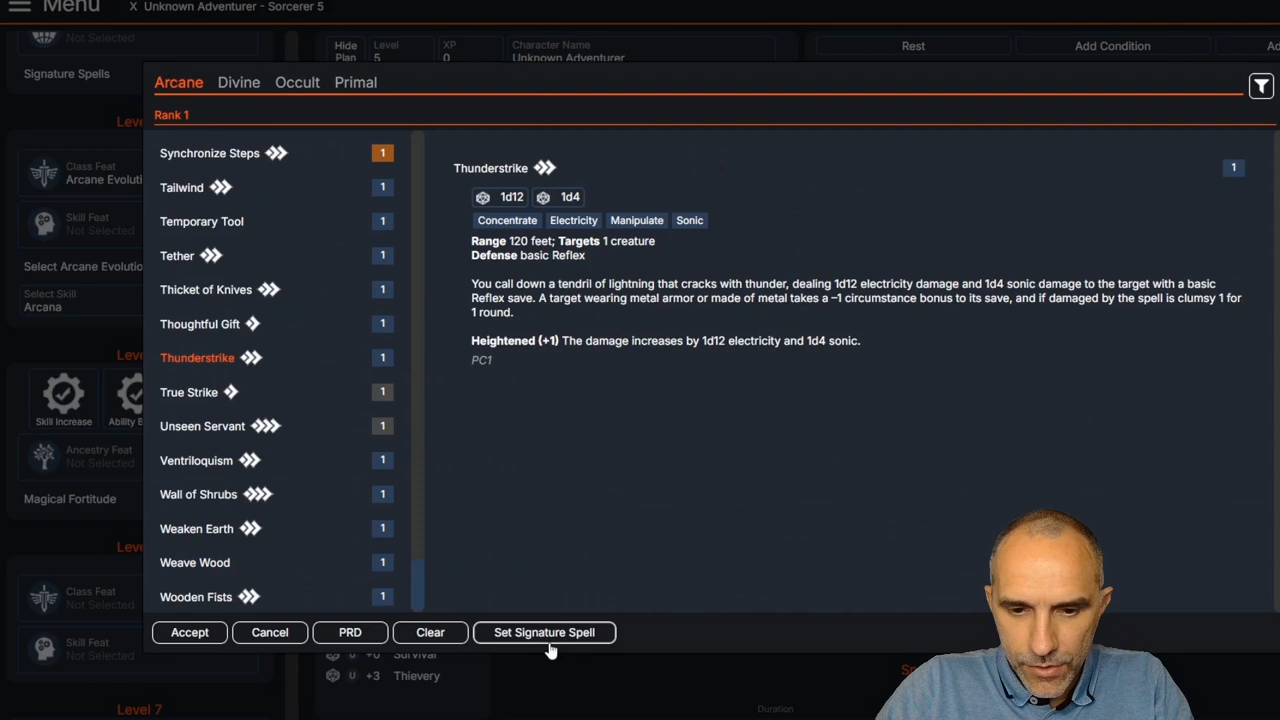 Menu
X Unknown Adventurer - Sorcerer 5
Not Selected
Signature Spells
Hide Plan
Level
5
XP
0
Character Name
Unknown Adventurer
Rest
Add Condition
Arcane Divine Occult Primal
Rank 1
Class Feat
Arcane Evoluti
Skill Feat
Not Selected
Select Arcane Evolutio
Select Skill
Arcana
Skill Increase
Ability
Ancestry Feat
Not Selected
Magical Fortitude
Class Feat
Not Selected
Skill Feat
Not Selected
Level 7
Synchronize Steps 1
Tailwind 1
Temporary Tool 1
Tether 1
Thicket of Knives 1
Thoughtful Gift 1
Thunderstrike 1
True Strike 1
Unseen Servant 1
Ventriloquism 1
Wall of Shrubs 1
Weaken Earth 1
Weave Wood 1
Wooden Fists 1
Thunderstrike 1
1d12 1d4
Concentrate Electricity Manipulate Sonic
Range 120 feet; Targets 1 creature
Defense basic Reflex
You call down a tendril of lightning that cracks with thunder, dealing 1d12 electricity damage and 1d4 sonic damage to the target with a basic
Reflex save. A target wearing metal armor or made of metal takes a –1 circumstance bonus to its save, and if damaged by the spell is clumsy 1 for
1 round.
Heightened (+1) The damage increases by 1d12 electricity and 1d4 sonic.
PC1
Accept Cancel PRD Clear Set Signature Spell
U +0 Survival
U +3 Thievery
Duration